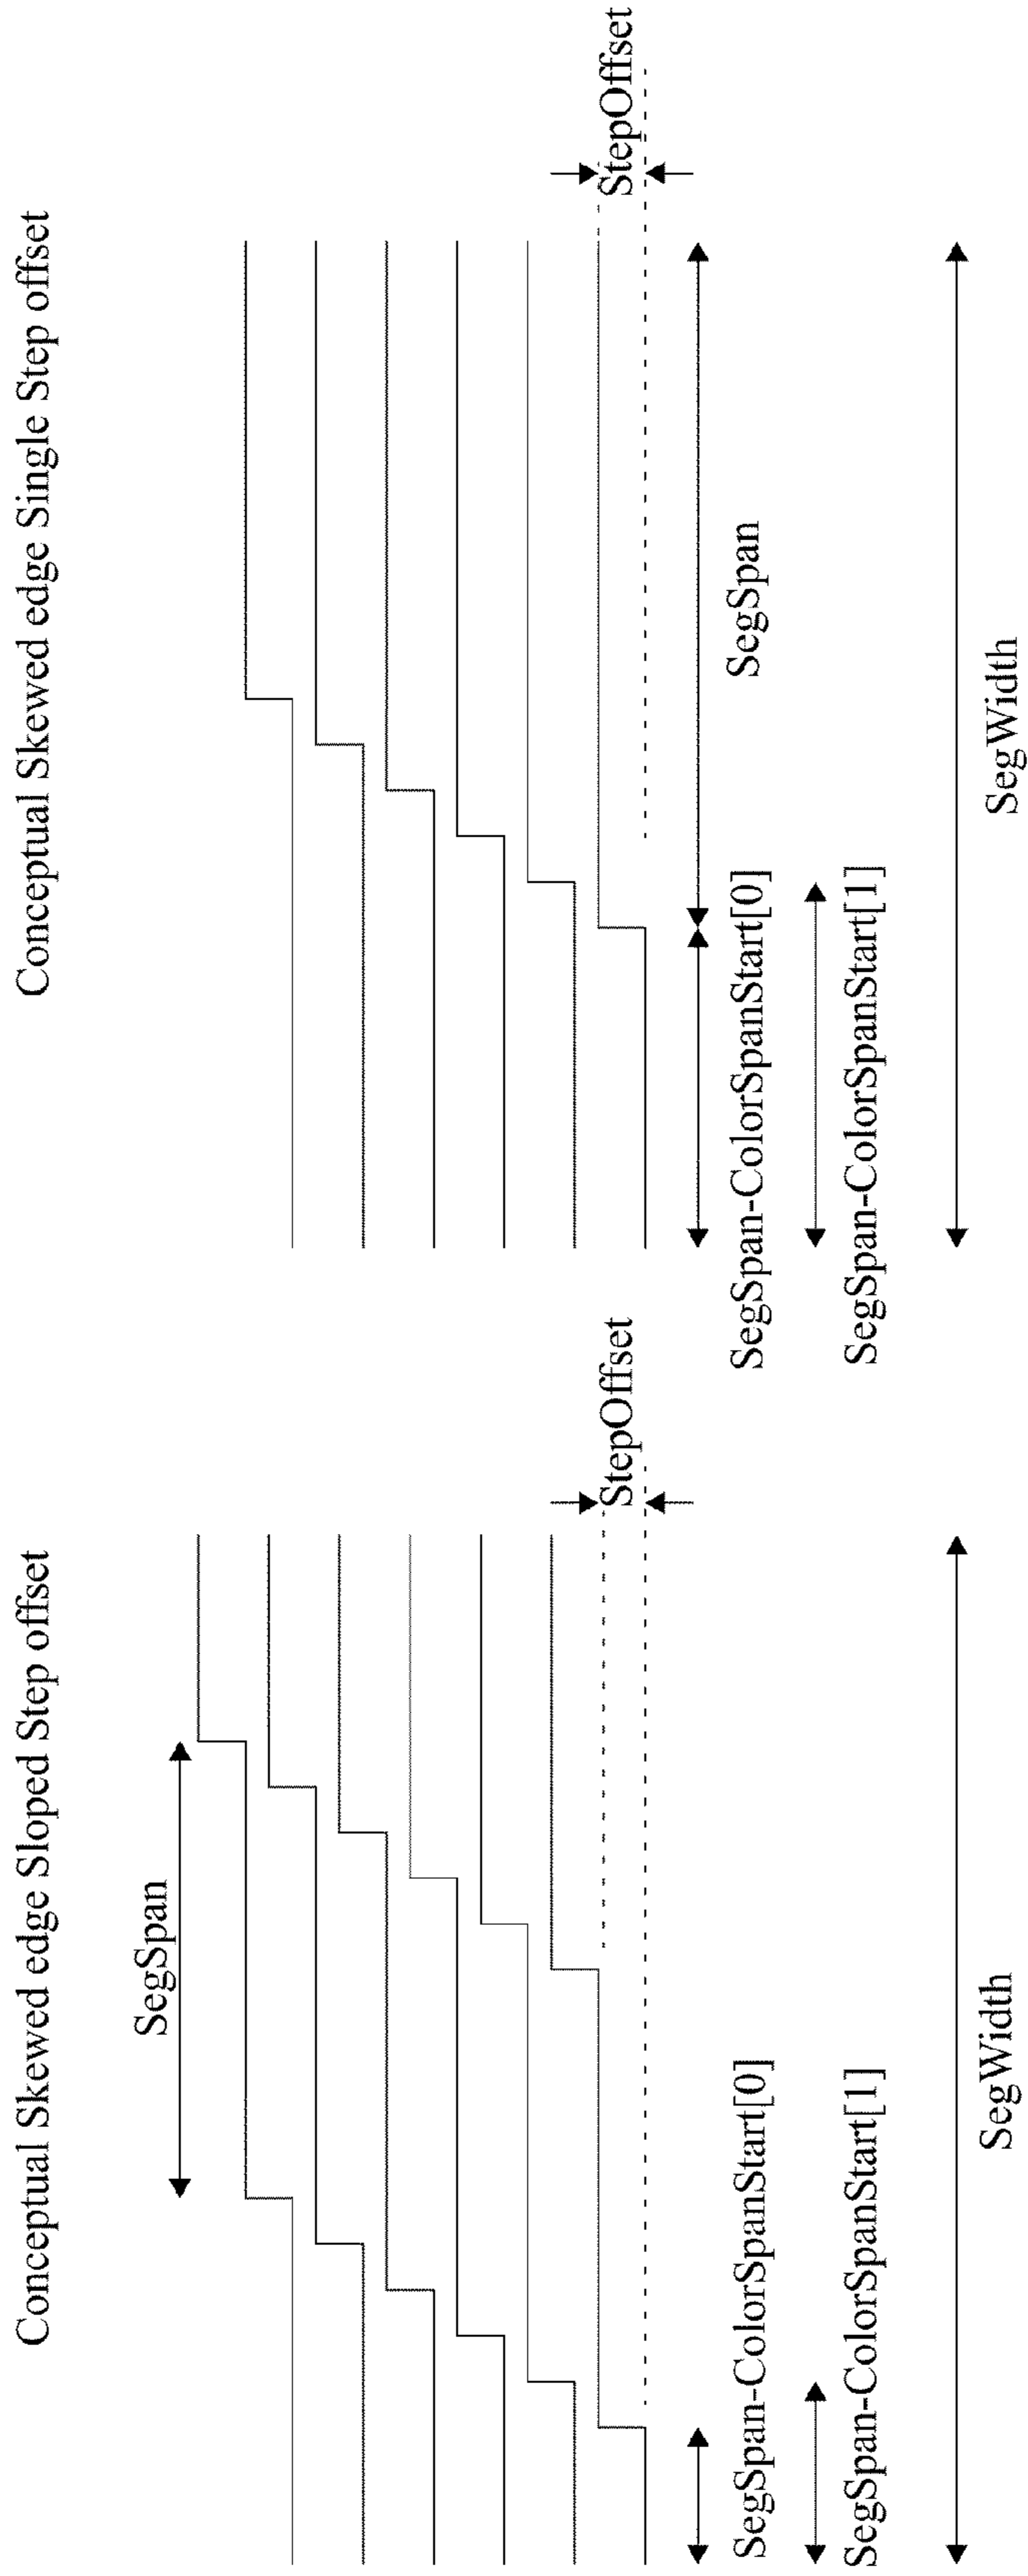 Conceptual Skewed edge Sloped Step offset
SegSpan
StepOffset
SegSpan-ColorSpanStart[0]
SegSpan-ColorSpanStart[1]
SegWidth
Conceptual Skewed edge Single Step offset
StepOffset
SegSpan
SegSpan-ColorSpanStart[0]
SegSpan-ColorSpanStart[1]
SegWidth